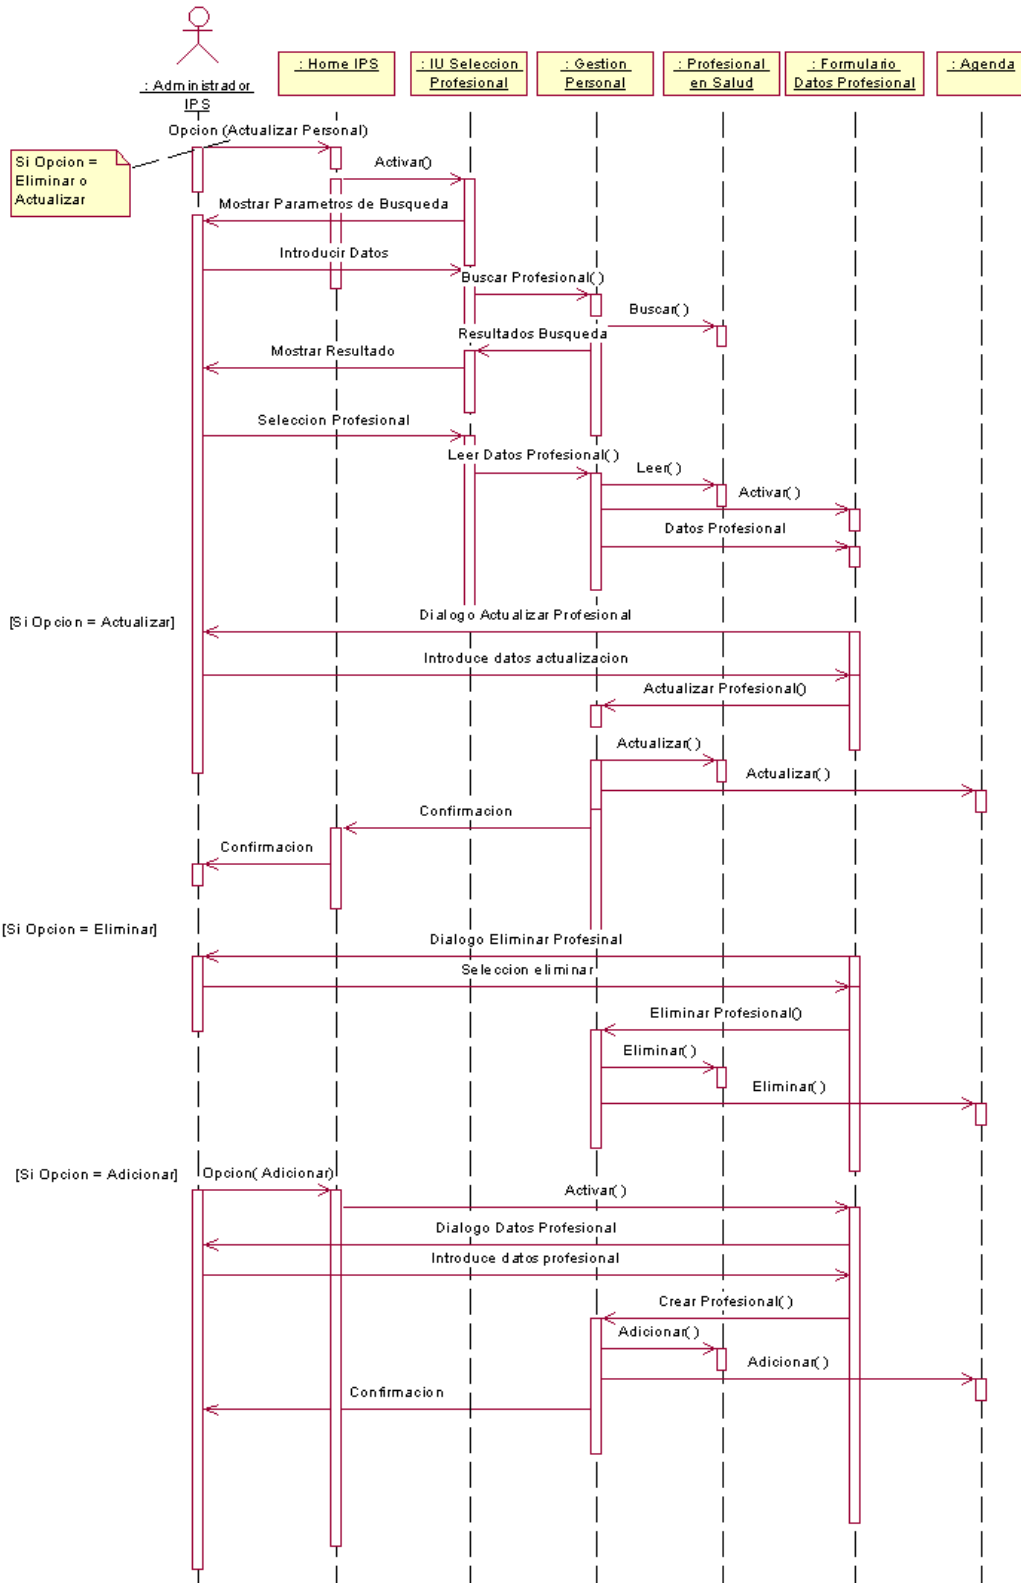 : Administrador
IPS
: Home IPS
: IU Seleccion
Profesional
: Gestion
Personal
: Profesional
en Salud
: Formulario
Datos Profesional
: Agenda
Opcion (Actualizar Personal)
Si Opcion =
Eliminar o
Actualizar
Activar()
Mostrar Parametros de Busqueda
Introducir Datos
Buscar Profesional( )
Buscar( )
Resultados Busqueda
Mostrar Resultado
Seleccion Profesional
Leer Datos Profesional( )
Leer( )
Activar( )
Datos Profesional
[Si Opcion = Actualizar]
Dialogo Actualizar Profesional
Introduce datos actualizacion
Actualizar Profesional()
Actualizar( )
Actualizar( )
Confirmacion
Confirmacion
[Si Opcion = Eliminar]
Dialogo Eliminar Profesinal
Seleccion eliminar
Eliminar Profesional()
Eliminar( )
Eliminar( )
[Si Opcion = Adicionar]
Opcion( Adicionar)
Activar( )
Dialogo Datos Profesional
Introduce datos profesional
Crear Profesional( )
Adicionar( )
Adicionar( )
Confirmacion